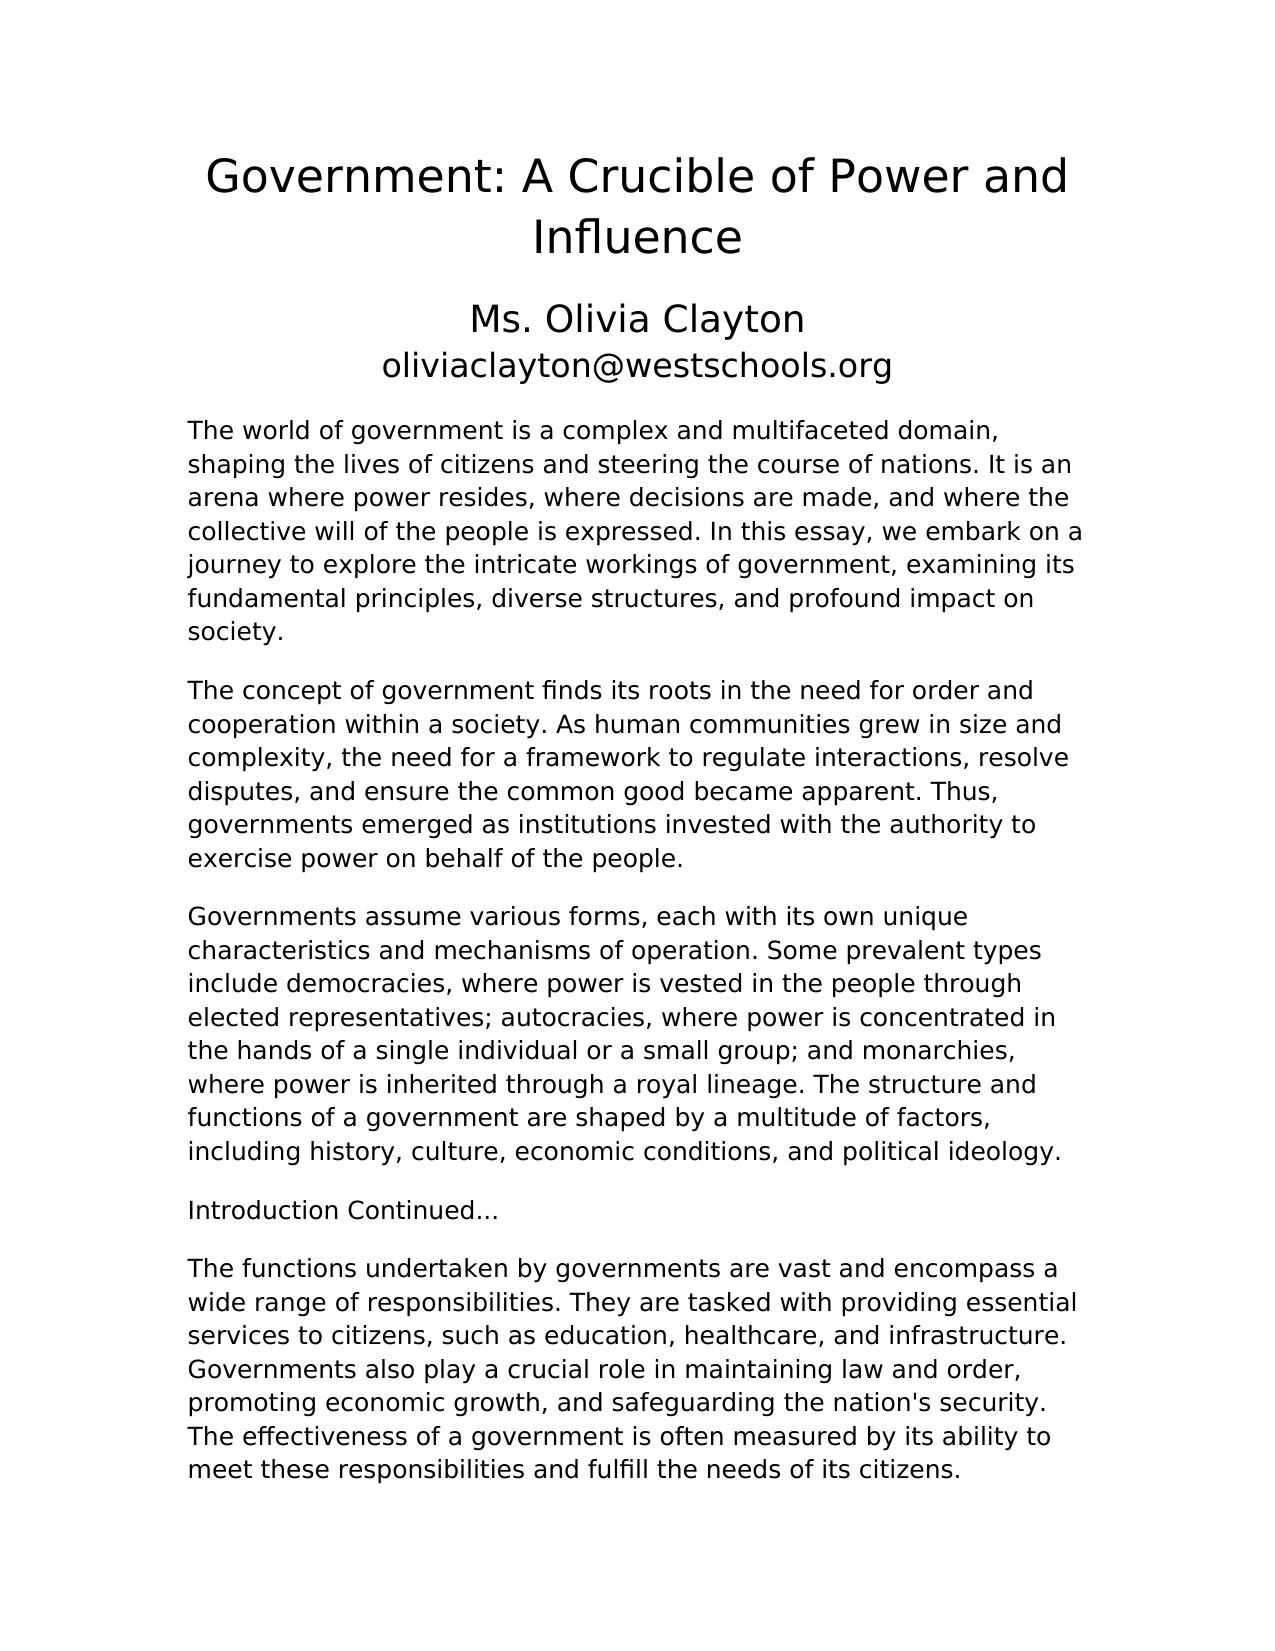 Government: A Crucible of Power and
Influence
Ms. Olivia Clayton
oliviaclayton@westschools.org
The world of government is a complex and multifaceted domain,
shaping the lives of citizens and steering the course of nations. It is an
arena where power resides, where decisions are made, and where the
collective will of the people is expressed. In this essay, we embark on a
journey to explore the intricate workings of government, examining its
fundamental principles, diverse structures, and profound impact on
society.
The concept of government finds its roots in the need for order and
cooperation within a society. As human communities grew in size and
complexity, the need for a framework to regulate interactions, resolve
disputes, and ensure the common good became apparent. Thus,
governments emerged as institutions invested with the authority to
exercise power on behalf of the people.
Governments assume various forms, each with its own unique
characteristics and mechanisms of operation. Some prevalent types
include democracies, where power is vested in the people through
elected representatives; autocracies, where power is concentrated in
the hands of a single individual or a small group; and monarchies,
where power is inherited through a royal lineage. The structure and
functions of a government are shaped by a multitude of factors,
including history, culture, economic conditions, and political ideology.
Introduction Continued...
The functions undertaken by governments are vast and encompass a
wide range of responsibilities. They are tasked with providing essential
services to citizens, such as education, healthcare, and infrastructure.
Governments also play a crucial role in maintaining law and order,
promoting economic growth, and safeguarding the nation's security.
The effectiveness of a government is often measured by its ability to
meet these responsibilities and fulfill the needs of its citizens.